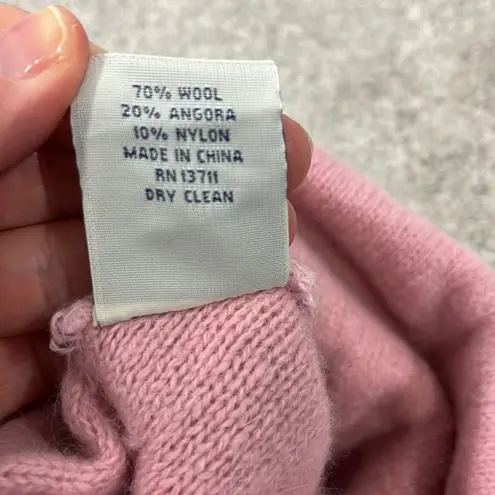 70% WOOL
20% ANGORA
10% NYLON
MADE IN CHINA
RN 13711
DRY CLEAN